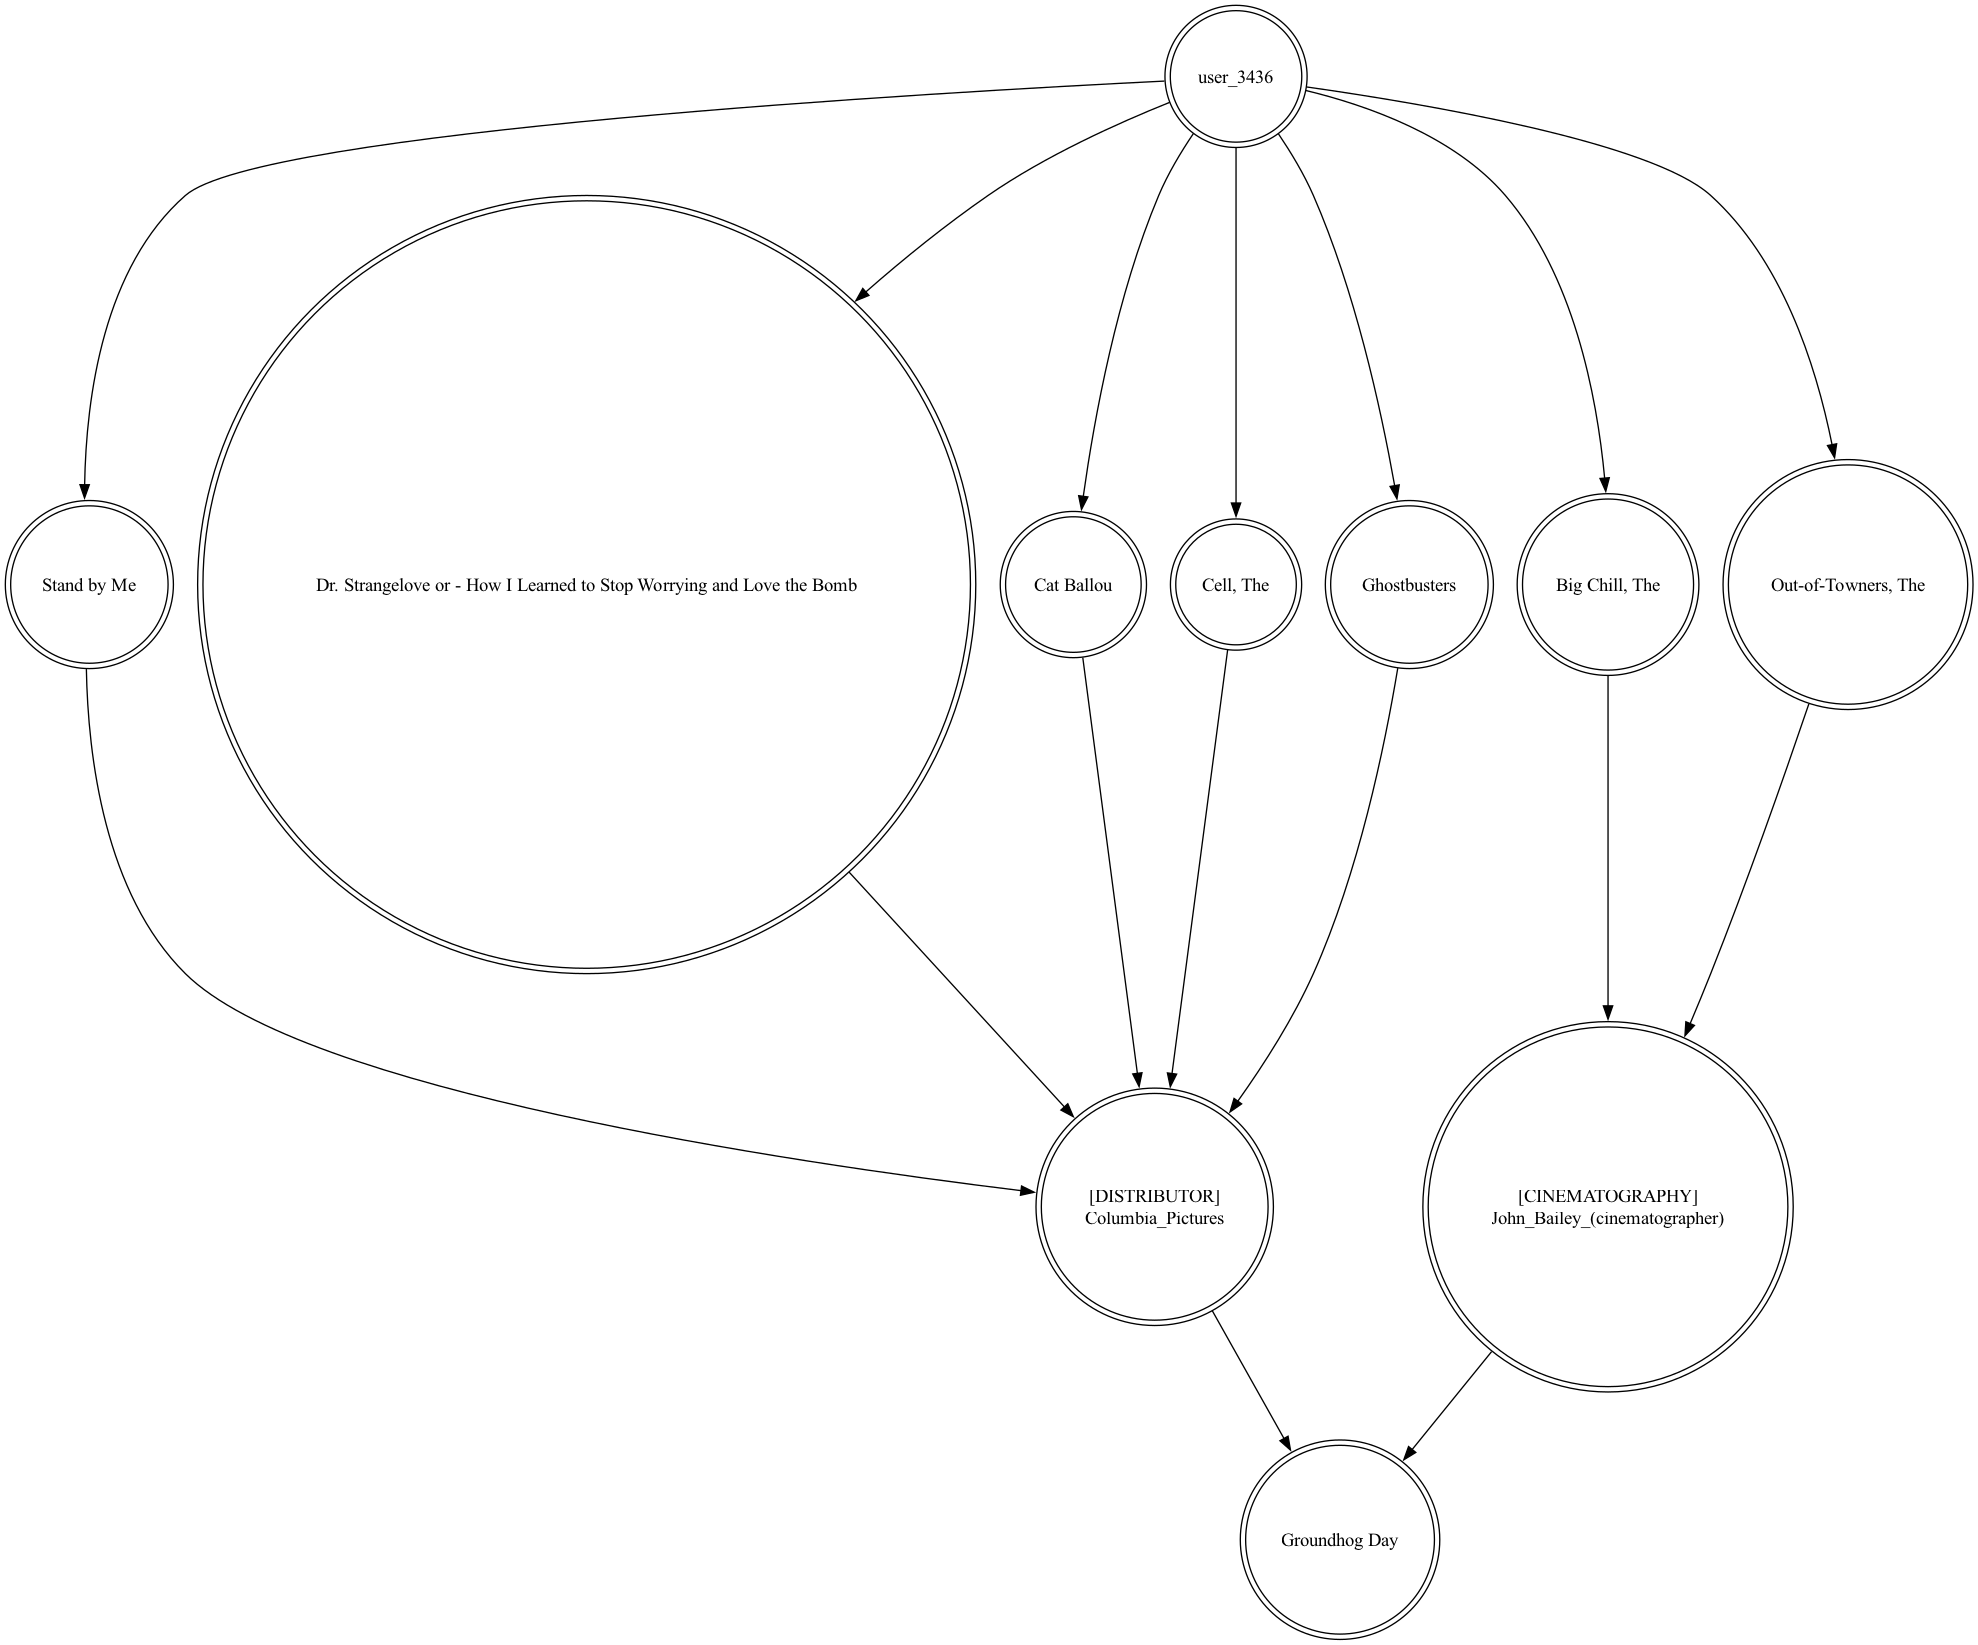 user_3436
Stand by Me
Dr. Strangelove or - How I Learned to Stop Worrying and Love the Bomb
Cat Ballou
Cell, The
Ghostbusters
Big Chill, The
Out-of-Towners, The
[DISTRIBUTOR]
Columbia_Pictures
[CINEMATOGRAPHY]
John_Bailey_(cinematographer)
Groundhog Day